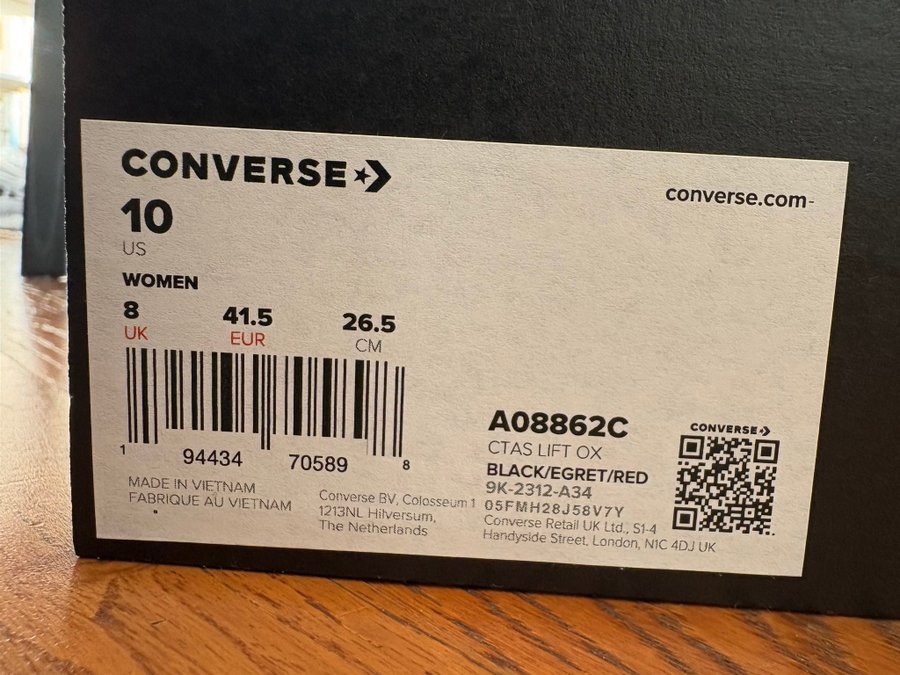 CONVERSE
converse.com-
10
US
WOMEN
8 41.5 26.5
UK EUR CM
1 94434 70589 8
MADE IN VIETNAM
FABRIQUE AU VIETNAM
Converse BV, Colosseum 1
1213NL Hilversum,
The Netherlands
A08862C
CTAS LIFT OX
BLACK/EGRET/RED
9K-2312-A34
05FMH28J58V7Y
Converse Retail UK Ltd., S1-4
Handyside Street, London, N1C 4DJ UK
CONVERSE